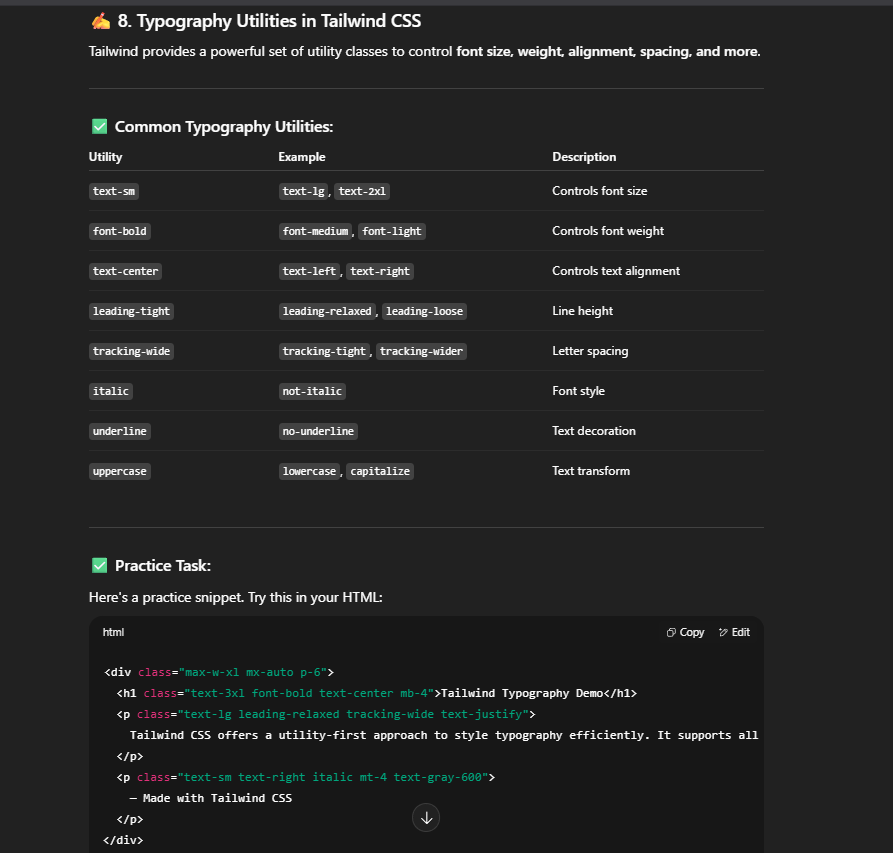 ✍️ 8. Typography Utilities in Tailwind CSS
Tailwind provides a powerful set of utility classes to control font size, weight, alignment, spacing, and more.
✅ Common Typography Utilities:
Utility Example Description
text-sm text-lg, text-2xl Controls font size
font-bold font-medium, font-light Controls font weight
text-center text-left, text-right Controls text alignment
leading-tight leading-relaxed, leading-loose Line height
tracking-wide tracking-tight, tracking-wider Letter spacing
italic not-italic Font style
underline no-underline Text decoration
uppercase lowercase, capitalize Text transform
✅ Practice Task:
Here's a practice snippet. Try this in your HTML:
html Copy Edit
<div class="max-w-xl mx-auto p-6">
<h1 class="text-3xl font-bold text-center mb-4">Tailwind Typography Demo</h1>
<p class="text-lg leading-relaxed tracking-wide text-justify">
Tailwind CSS offers a utility-first approach to style typography efficiently. It supports all
</p>
<p class="text-sm text-right italic mt-4 text-gray-600">
— Made with Tailwind CSS
</p>
</div>